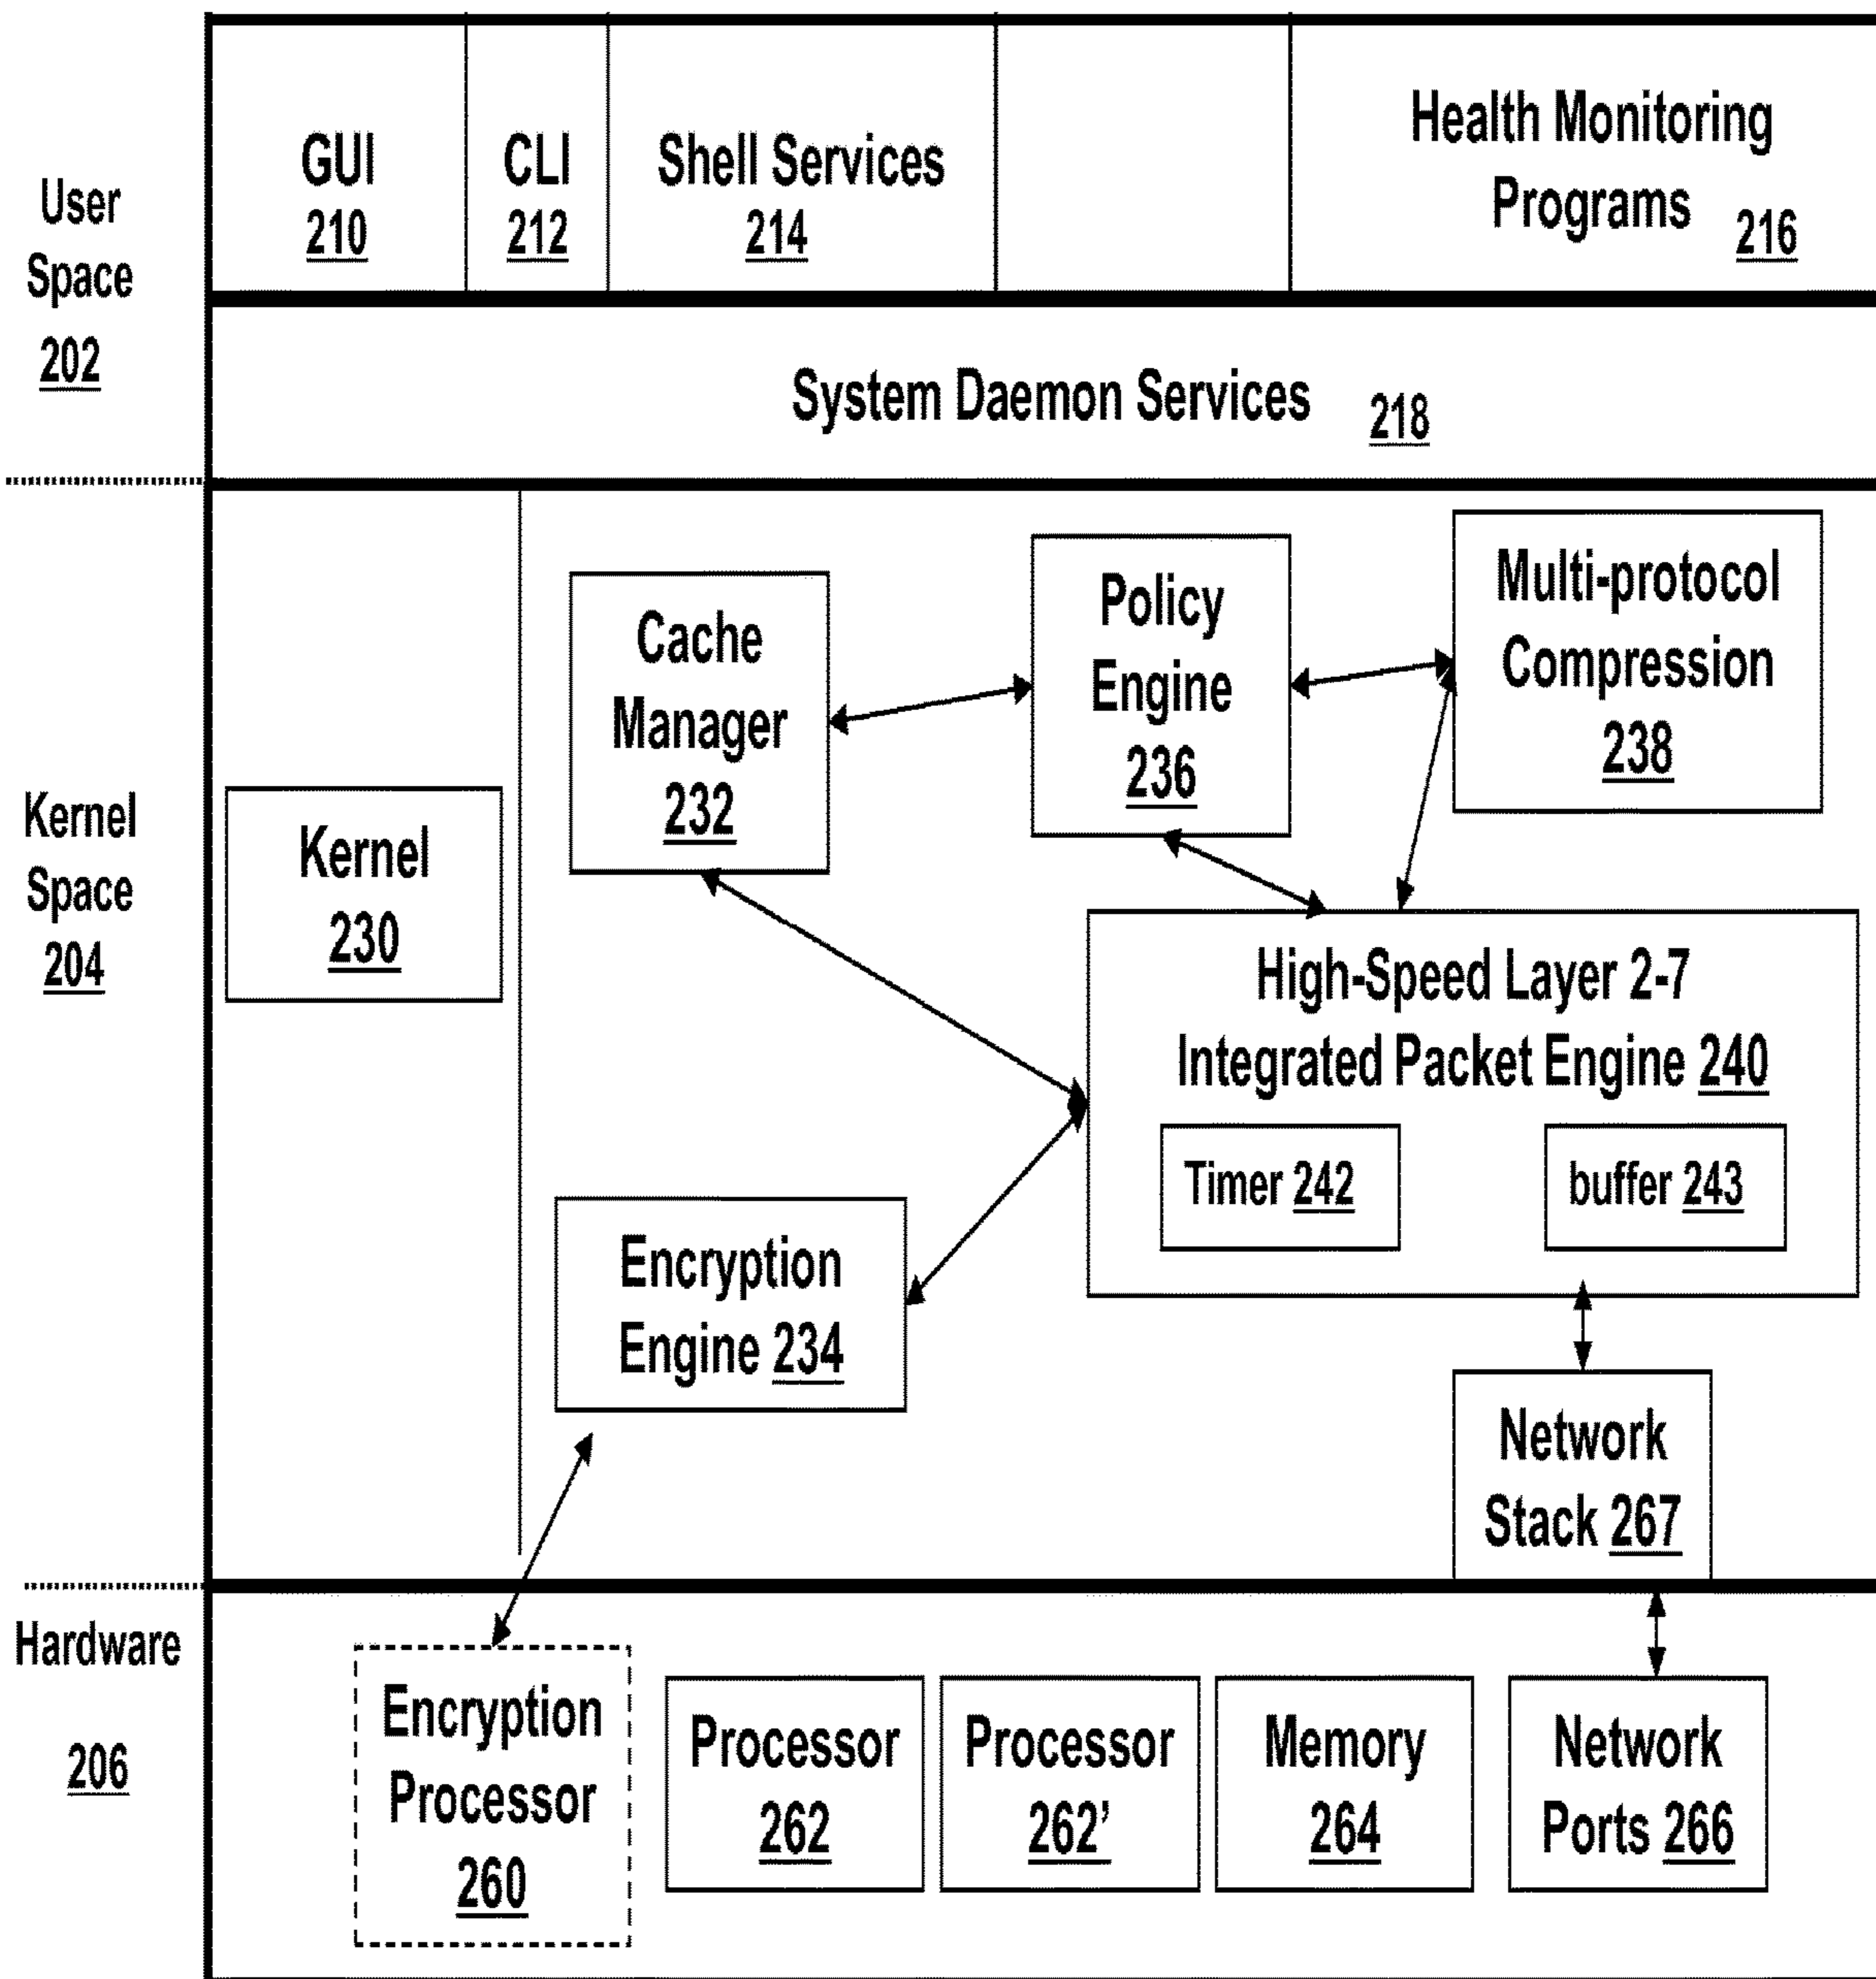 User
Space
202
GUI
210
CLI
212
Shell Services
214
Health Monitoring
Programs 216
System Daemon Services 218
Kernel
Space
204
Kernel
230
Cache
Manager
232
Policy
Engine
236
Multi-protocol
Compression
238
High-Speed Layer 2-7
Integrated Packet Engine 240
Timer 242
buffer 243
Encryption
Engine 234
Network
Stack 267
Hardware
206
Encryption
Processor
260
Processor
262
Processor
262'
Memory
264
Network
Ports 266